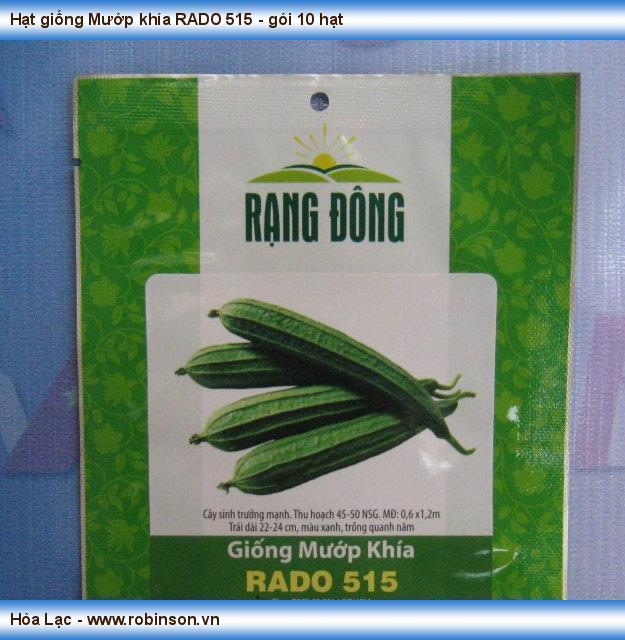 Hạt giống Mướp khía RADO 515 - gói 10 hạt
RẠNG ĐÔNG
Cây sinh trưởng mạnh. Thu hoạch 45-50 NSG. MĐ: 0,6 x1,2m
Trái dài 22-24 cm, màu xanh, trồng quanh năm
Giống Mướp Khía
RADO 515
Hòa Lạc - www.robinson.vn